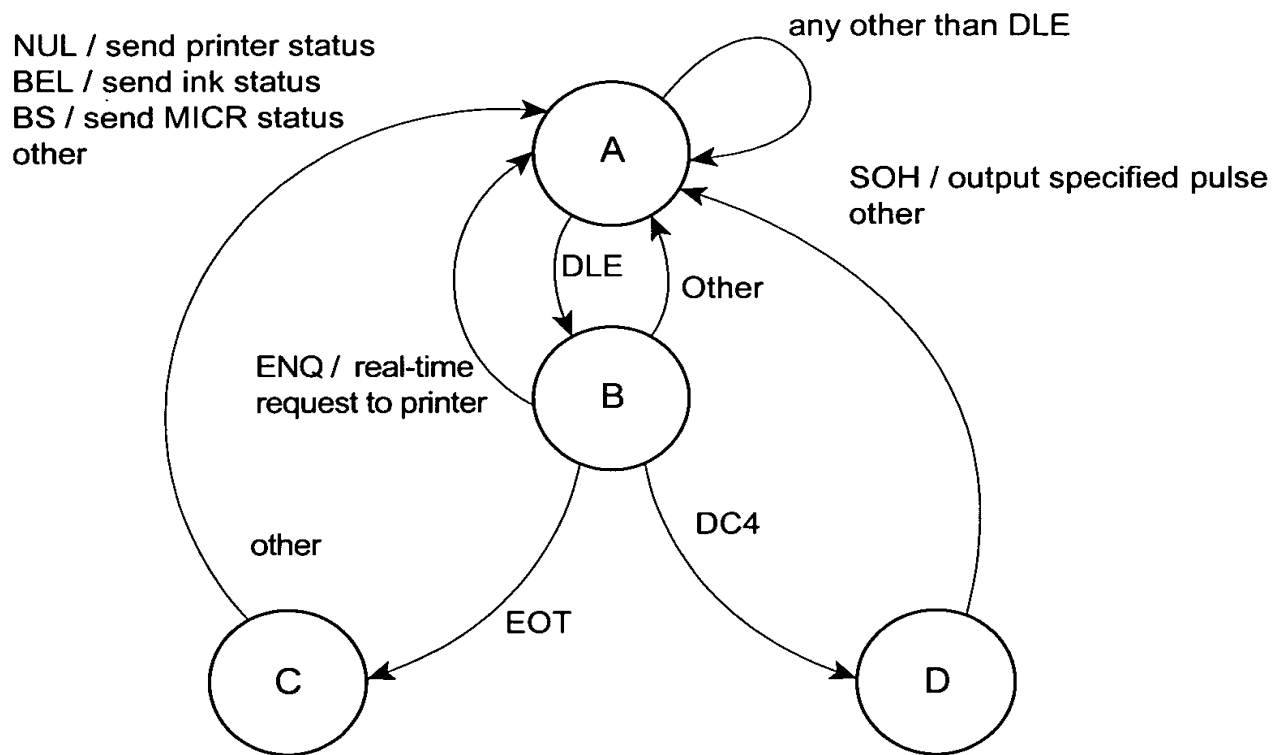 any other than DLE
NUL / send printer status
BEL / send ink status
BS / send MICR status
other
A
SOH / output specified pulse
other
DLE
Other
ENQ / real-time
request to printer
B
DC4
other
EOT
C
D